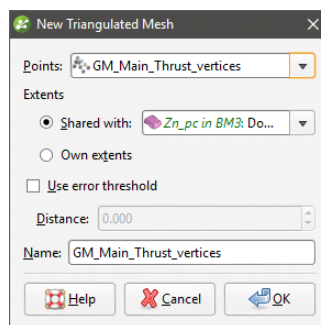 New Triangulated Mesh
Points: GM_Main_Thrust_vertices
Extents
Shared with: Zn_pc in BM3: Do...
Own extents
Use error threshold
Distance: 0.000
Name: GM_Main_Thrust_vertices
Help Cancel OK